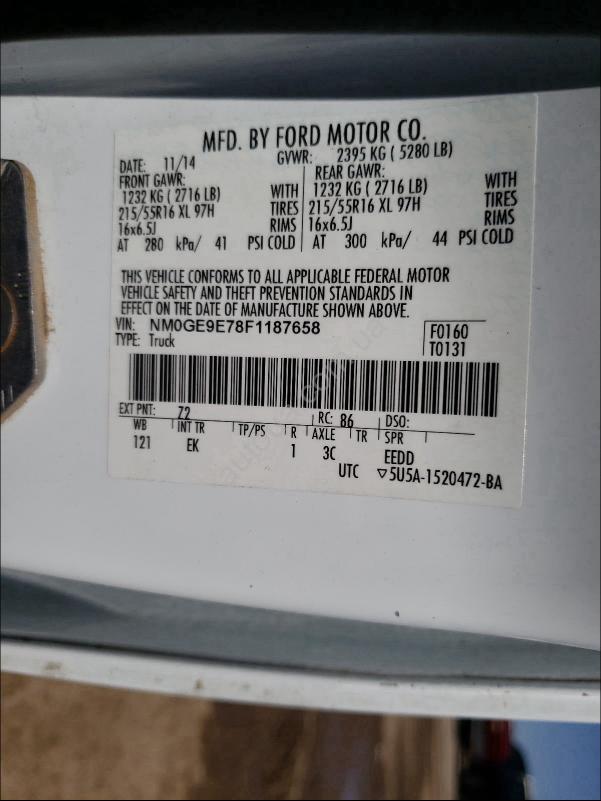 MFD. BY FORD MOTOR CO.
DATE: 11/14 GVWR: 2395 KG ( 5280 LB)
FRONT GAWR: REAR GAWR:
1232 KG ( 2716 LB) WITH 1232 KG ( 2716 LB) WITH
215/55R16 XL 97H TIRES 215/55R16 XL 97H TIRES
16x6.5J RIMS 16x6.5J RIMS
AT 280 kPa/ 41 PSI COLD AT 300 kPa/ 44 PSI COLD
THIS VEHICLE CONFORMS TO ALL APPLICABLE FEDERAL MOTOR
VEHICLE SAFETY AND THEFT PREVENTION STANDARDS IN
EFFECT ON THE DATE OF MANUFACTURE SHOWN ABOVE.
VIN: NM0GE9E78F1187658 F0160
TYPE: Truck T0131
EXT PNT: 72 RC: 86 DSO:
WB INT TR TP/PS R AXLE TR SPR
121 EK 1 3C EEDD
UTC ▽5U5A-1520472-BA